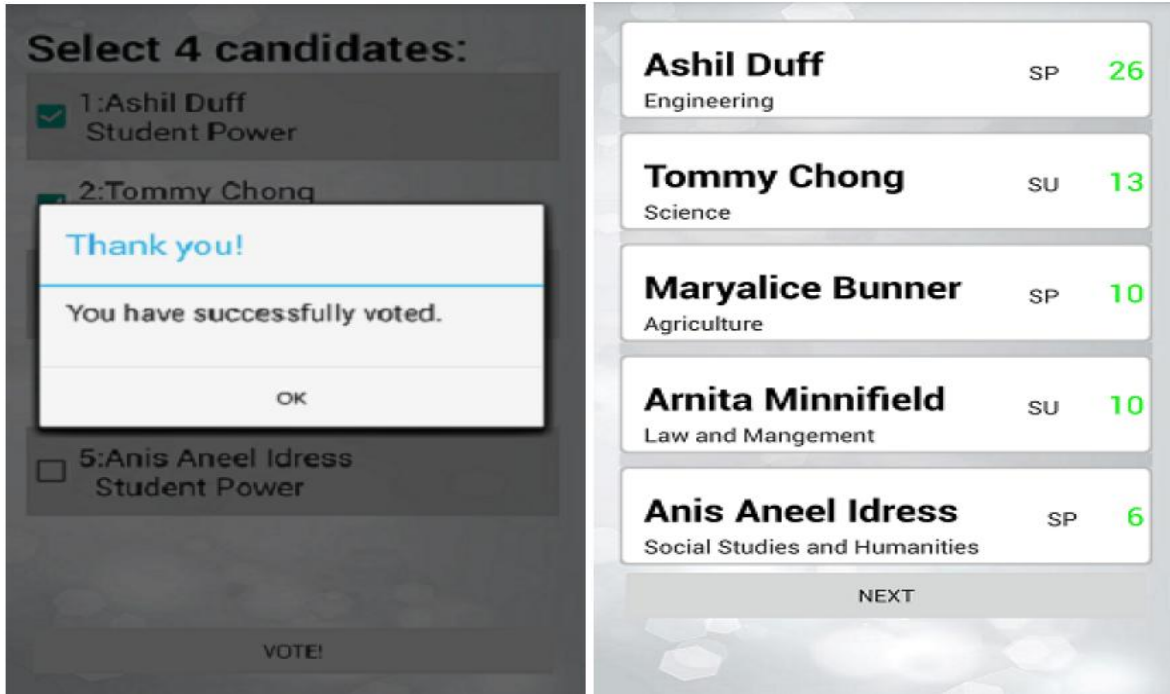 Select 4 candidates:
1:Ashil Duff
Student Power
2:Tommy Chong
Thank you!
You have successfully voted.
OK
5:Anis Aneel Idress
Student Power
VOTE!
Ashil Duff SP 26
Engineering
Tommy Chong SU 13
Science
Maryalice Bunner SP 10
Agriculture
Arnita Minnifield SU 10
Law and Mangement
Anis Aneel Idress SP 6
Social Studies and Humanities
NEXT